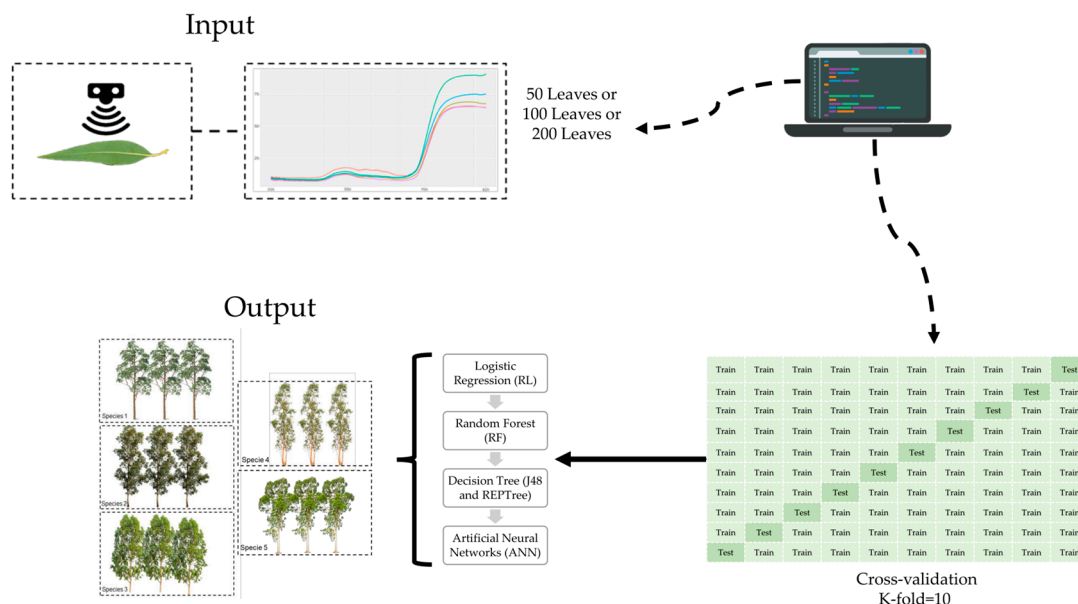 Input
75
50
25
50 Leaves or
100 Leaves or
200 Leaves
Output
Species 1
Species 2
Species 3
Specie 4
Specie 5
Logistic
Regression (RL)
Random Forest
(RF)
Decision Tree (J48
and REPTree)
Artificial Neural
Networks (ANN)
Train Train Train Train Train Train Train Train Train Test
Train Train Train Train Train Train Train Train Test Train
Train Train Train Train Train Train Train Test Train Train
Train Train Train Train Train Train Test Train Train Train
Train Train Train Train Train Test Train Train Train Train
Train Train Train Train Test Train Train Train Train Train
Train Train Train Test Train Train Train Train Train Train
Train Train Test Train Train Train Train Train Train Train
Train Test Train Train Train Train Train Train Train Train
Test Train Train Train Train Train Train Train Train Train
Cross-validation
K-fold=10